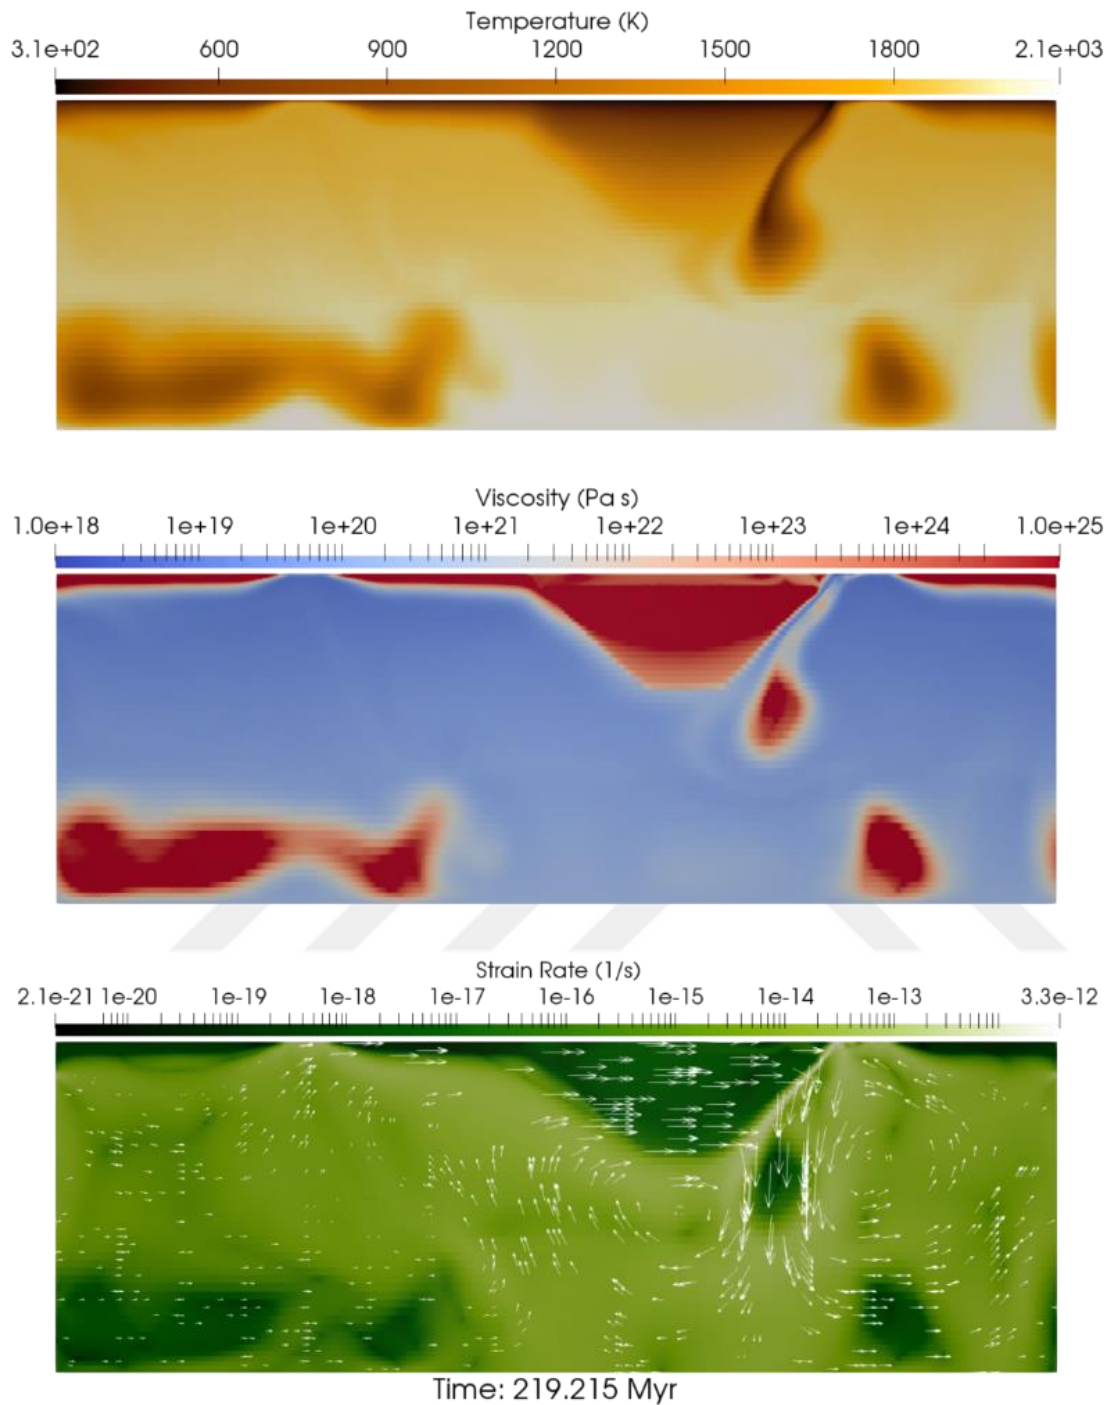 Temperature (K)
3.1e+02 600 900 1200 1500 1800 2.1e+03
Viscosity (Pa s)
1.0e+18 1e+19 1e+20 1e+21 1e+22 1e+23 1e+24 1.0e+25
Strain Rate (1/s)
2.1e-21 1e-20 1e-19 1e-18 1e-17 1e-16 1e-15 1e-14 1e-13 3.3e-12
Time: 219.215 Myr